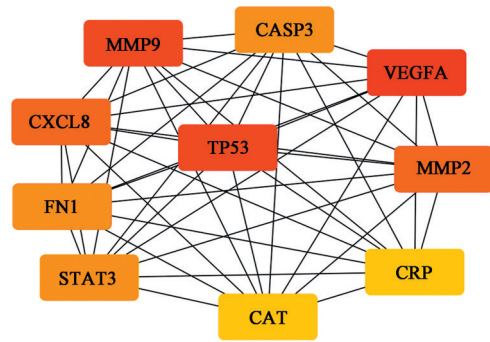 CASP3
MMP9
VEGFA
CXCL8
TP53
MMP2
FN1
STAT3
CRP
CAT